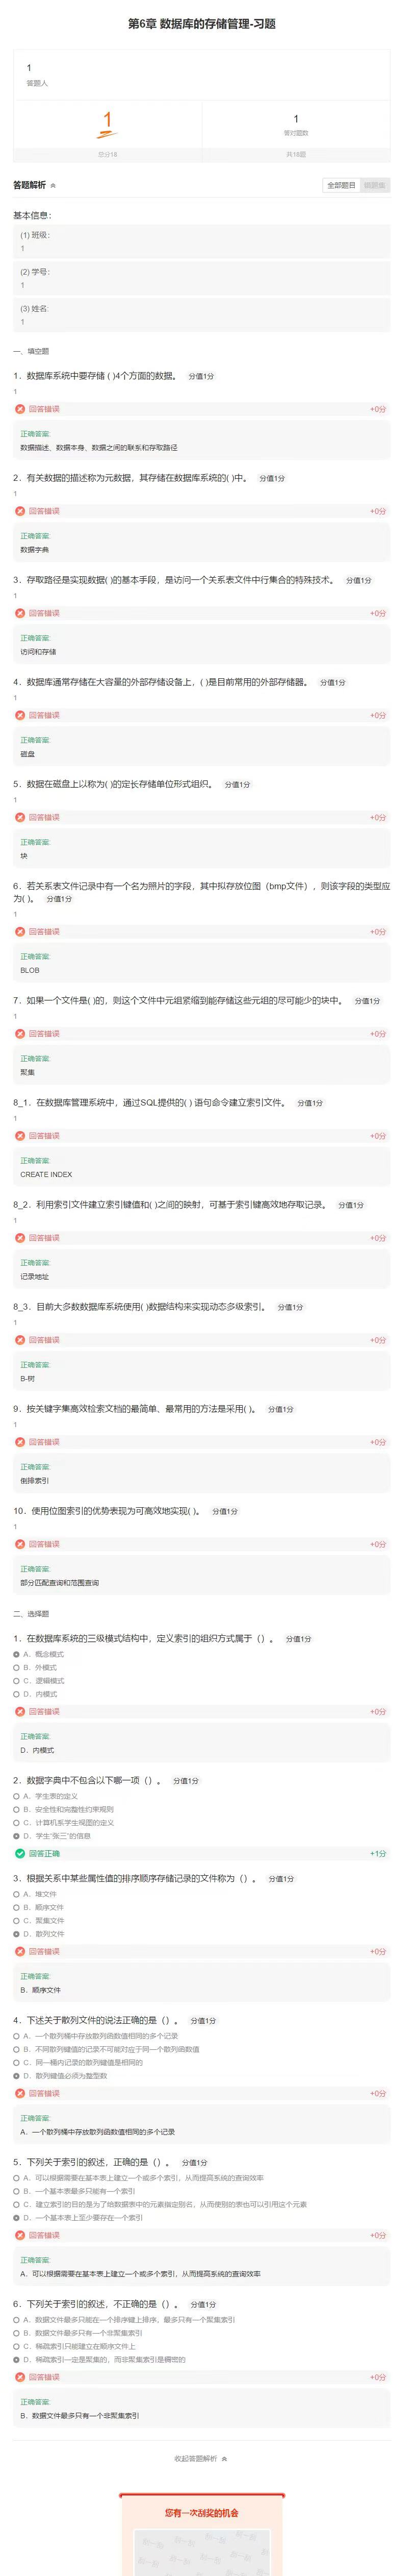 第6章 数据库的存储管理-习题
1
答题人
1
总分18
1
答对题数
共18题
答题解析
全部题目
错题集
基本信息：
(1) 班级：
1
(2) 学号：
1
(3) 姓名:
1
一、填空题
1．数据库系统中要存储 ( )4个方面的数据。 分值1分
1
回答错误 +0分
正确答案:
数据描述、数据本身、数据之间的联系和存取路径
2．有关数据的描述称为元数据，其存储在数据库系统的( )中。 分值1分
1
回答错误 +0分
正确答案:
数据字典
3．存取路径是实现数据( )的基本手段，是访问一个关系表文件中行集合的特殊技术。 分值1分
1
回答错误 +0分
正确答案:
访问和存储
4．数据库通常存储在大容量的外部存储设备上，( )是目前常用的外部存储器。 分值1分
1
回答错误 +0分
正确答案:
磁盘
5．数据在磁盘上以称为( )的定长存储单位形式组织。 分值1分
1
回答错误 +0分
正确答案:
块
6．若关系表文件记录中有一个名为照片的字段，其中拟存放位图（bmp文件），则该字段的类型应
为( )。 分值1分
1
回答错误 +0分
正确答案:
BLOB
7．如果一个文件是( )的，则这个文件中元组紧缩到能存储这些元组的尽可能少的块中。 分值1分
1
回答错误 +0分
正确答案:
聚集
8_1．在数据库管理系统中，通过SQL提供的( ) 语句命令建立索引文件。 分值1分
1
回答错误 +0分
正确答案:
CREATE INDEX
8_2．利用索引文件建立索引键值和( )之间的映射，可基于索引键高效地存取记录。 分值1分
1
回答错误 +0分
正确答案:
记录地址
8_3．目前大多数数据库系统使用( )数据结构来实现动态多级索引。 分值1分
1
回答错误 +0分
正确答案:
B-树
9．按关键字集高效检索文档的最简单、最常用的方法是采用( )。 分值1分
1
回答错误 +0分
正确答案:
倒排索引
10．使用位图索引的优势表现为可高效地实现( )。 分值1分
1
回答错误 +0分
正确答案:
部分匹配查询和范围查询
二、选择题
1．在数据库系统的三级模式结构中，定义索引的组织方式属于（）。 分值1分
A．概念模式
B．外模式
C．逻辑模式
D．内模式
回答错误 +0分
正确答案:
D．内模式
2．数据字典中不包含以下哪一项（）。 分值1分
A．学生表的定义
B．安全性和完整性约束规则
C．计算机系学生视图的定义
D．学生“张三”的信息
回答正确 +1分
3．根据关系中某些属性值的排序顺序存储记录的文件称为（）。 分值1分
A．堆文件
B．顺序文件
C．聚集文件
D．散列文件
回答错误 +0分
正确答案:
B．顺序文件
4．下述关于散列文件的说法正确的是（）。 分值1分
A．一个散列桶中存放散列函数值相同的多个记录
B．不同散列键值的记录不可能对应于同一个散列函数值
C．同一桶内记录的散列键值是相同的
D．散列键值必须为整型数
回答错误 +0分
正确答案:
A．一个散列桶中存放散列函数值相同的多个记录
5．下列关于索引的叙述，正确的是（）。 分值1分
A．可以根据需要在基本表上建立一个或多个索引，从而提高系统的查询效率
B．一个基本表最多只能有一个索引
C．建立索引的目的是为了给数据表中的元素指定别名，从而使别的表也可以引用这个元素
D．一个基本表上至少要存在一个索引
回答错误 +0分
正确答案:
A．可以根据需要在基本表上建立一个或多个索引，从而提高系统的查询效率
6．下列关于索引的叙述，不正确的是（）。 分值1分
A．数据文件最多只能在一个排序键上排序，最多只有一个聚集索引
B．数据文件最多只有一个非聚集索引
C．稀疏索引只能建立在顺序文件上
D．稀疏索引一定是聚集的，而非聚集索引是稠密的
回答错误 +0分
正确答案:
B．数据文件最多只有一个非聚集索引
收起答题解析
您有一次刮奖的机会